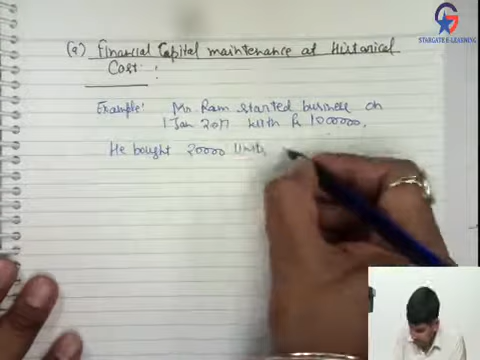 STARGATE E-LEARNING
(a) Financial Capital maintenance at Historical
Cost :
Example: Mr. Ram started business on
1 Jan 2017 with Rs 1000000.
He bought 20000 Units